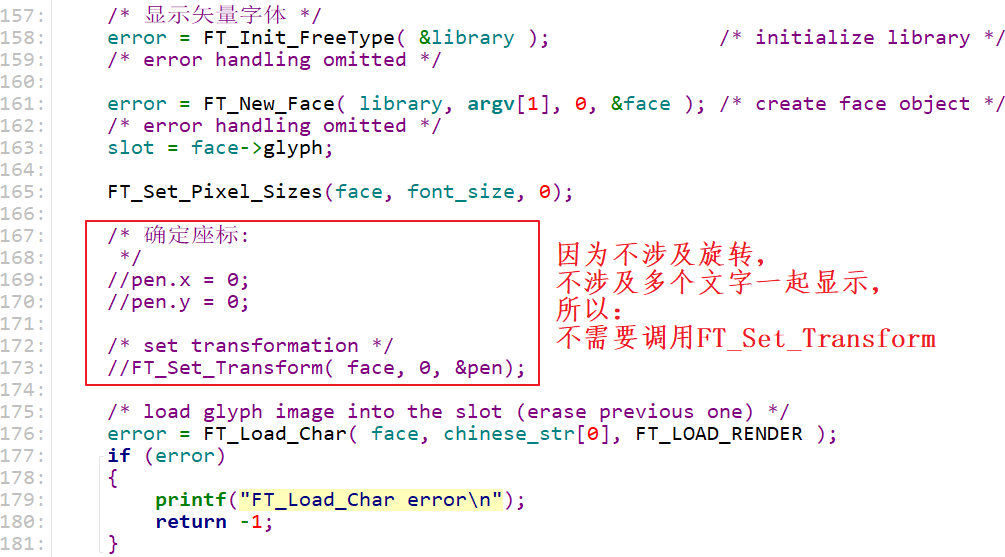 157:     /* 显示矢量字体 */
158:     error = FT_Init_FreeType( &library );              /* initialize library */
159:     /* error handling omitted */
160:
161:     error = FT_New_Face( library, argv[1], 0, &face ); /* create face object */
162:     /* error handling omitted */
163:     slot = face->glyph;
164:
165:     FT_Set_Pixel_Sizes(face, font_size, 0);
166:
167:     /* 确定座标:
168:      */
169:     //pen.x = 0;
170:     //pen.y = 0;
171:
172:     /* set transformation */
173:     //FT_Set_Transform( face, 0, &pen);
因为不涉及旋转，
不涉及多个文字一起显示，
所以：
不需要调用FT_Set_Transform
174:
175:     /* load glyph image into the slot (erase previous one) */
176:     error = FT_Load_Char( face, chinese_str[0], FT_LOAD_RENDER );
177:     if (error)
178:     {
179:         printf("FT_Load_Char error\n");
180:         return -1;
181:     }